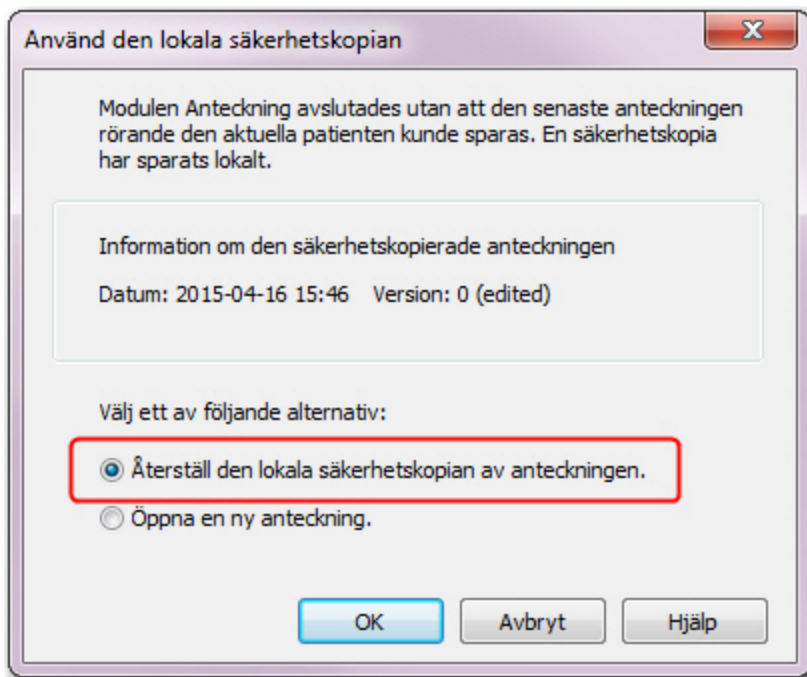 Använd den lokala säkerhetskopian
Modulen Anteckning avslutades utan att den senaste anteckningen
rörande den aktuella patienten kunde sparas. En säkerhetskopia
har sparats lokalt.
Information om den säkerhetskopierade anteckningen
Datum: 2015-04-16 15:46 Version: 0 (edited)
Välj ett av följande alternativ:
Återställ den lokala säkerhetskopian av anteckningen.
Öppna en ny anteckning.
OK Avbryt Hjälp